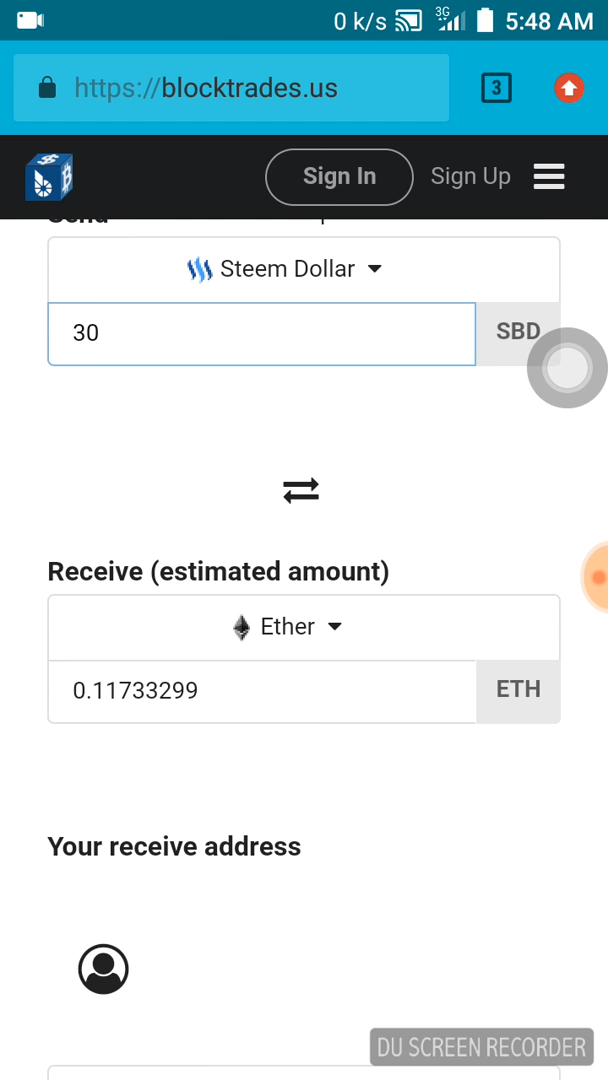 0 k/s 3G 5:48 AM
https://blocktrades.us 3
Sign In Sign Up
Send
Steem Dollar
30 SBD
Receive (estimated amount)
Ether
0.11733299 ETH
Your receive address
DU SCREEN RECORDER